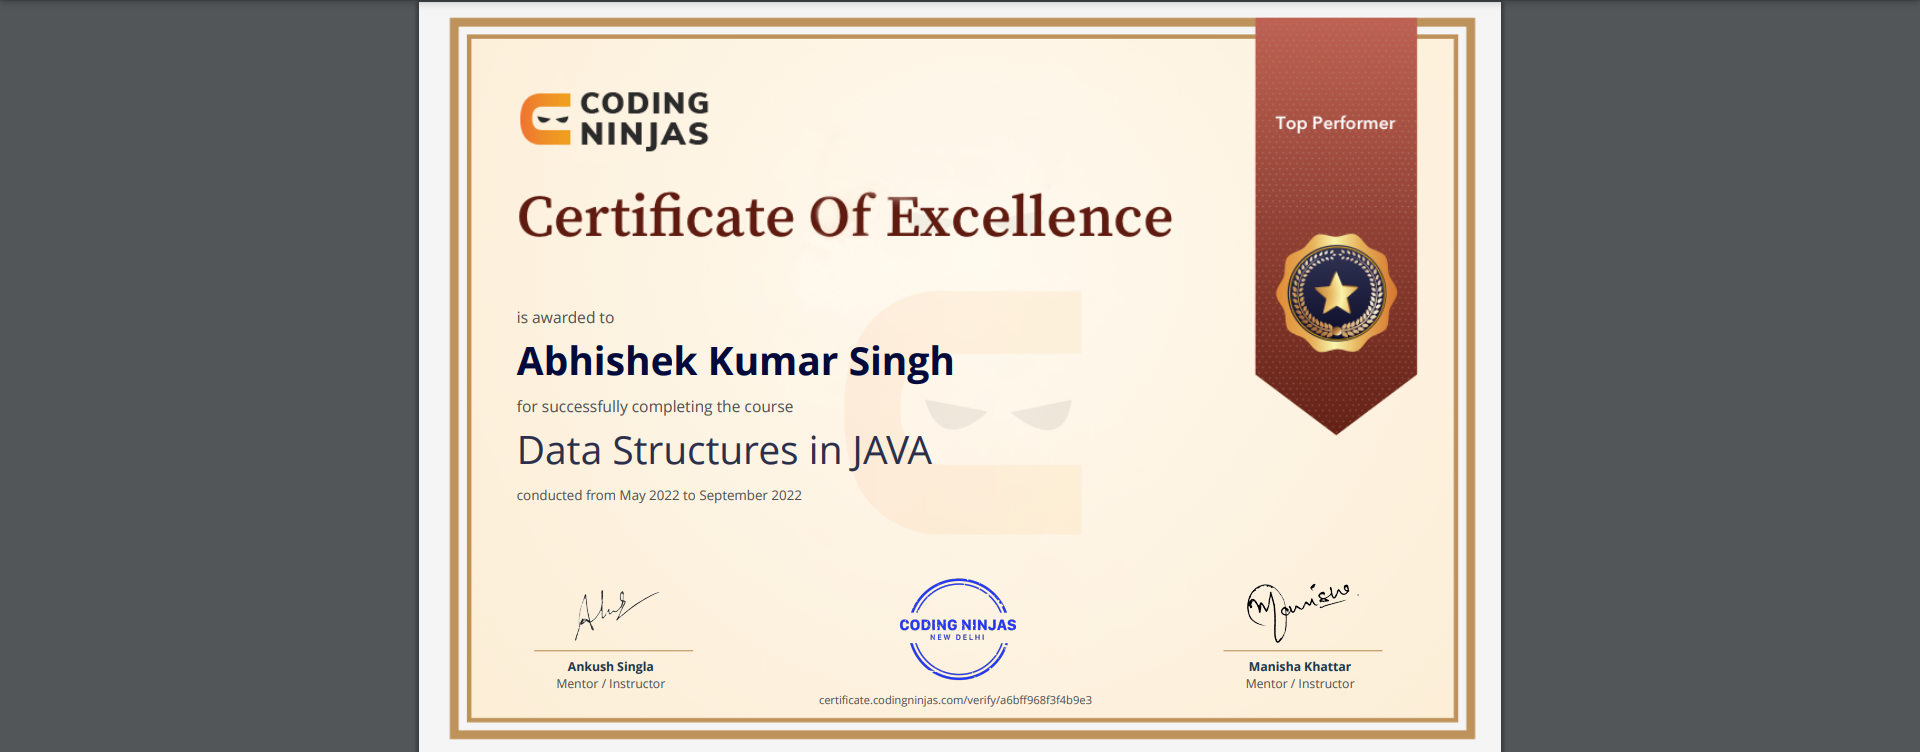 CODING
NINJAS
Top Performer
Certificate Of Excellence
is awarded to
Abhishek Kumar Singh
for successfully completing the course
Data Structures in JAVA
conducted from May 2022 to September 2022
Manisha
CODING NINJAS
NEW DELHI
Ankush Singla
Mentor / Instructor
Manisha Khattar
Mentor / Instructor
certificate.codingninjas.com/verify/a6bff968f3f4b9e3